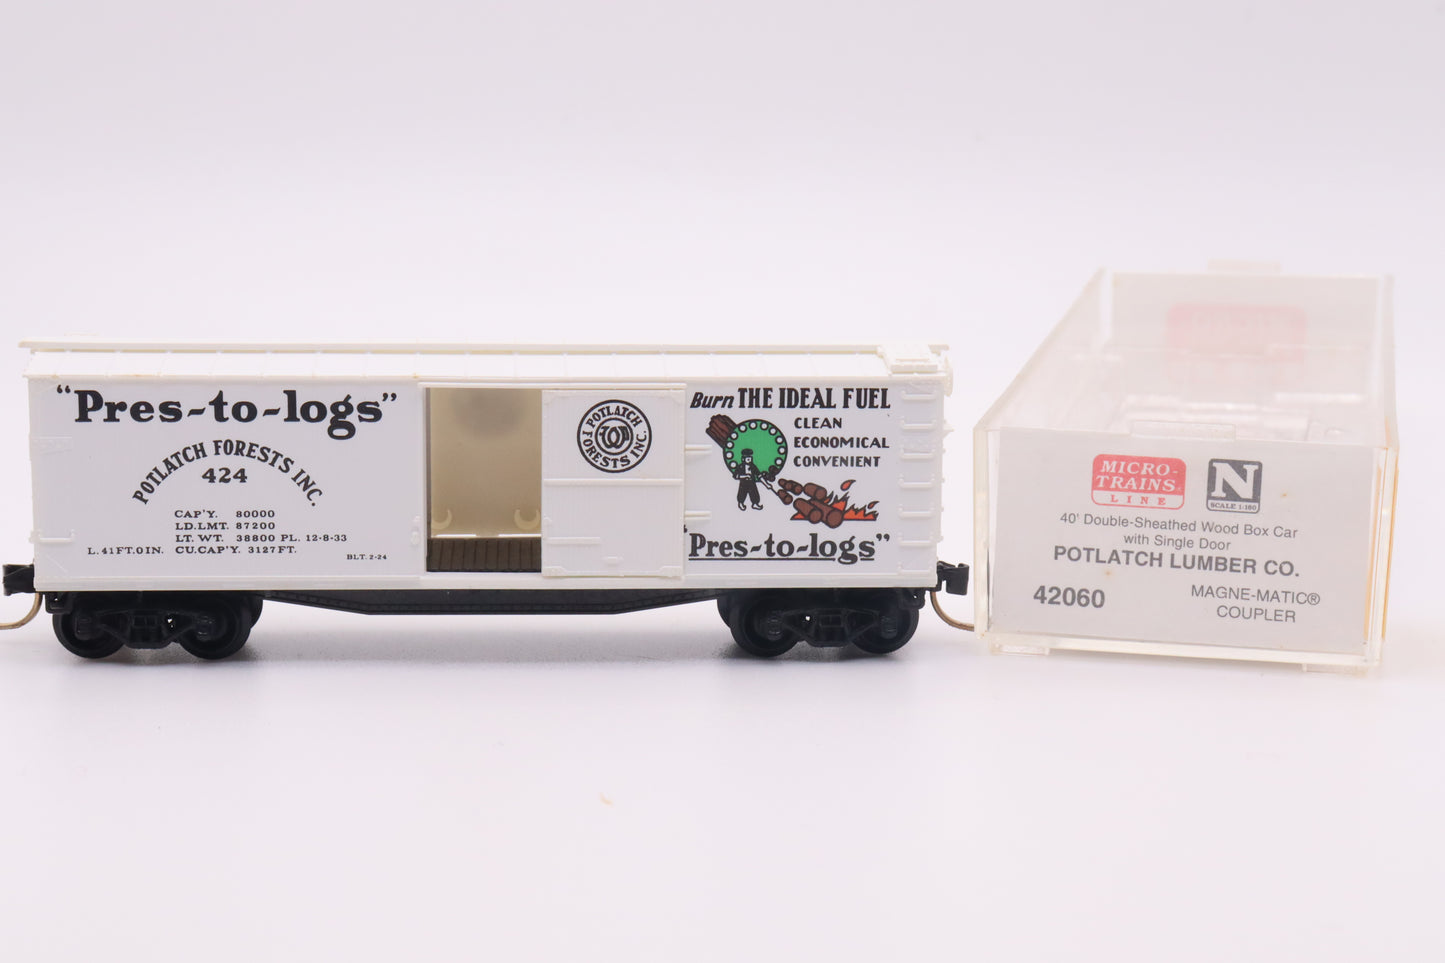 "Pres-to-logs"
POTLATCH FORESTS INC.
424
CAP'Y. 80000
LD.LMT. 87200
LT. WT. 38800 PL. 12-8-33
L. 41FT.0IN. CU.CAP'Y. 3127FT.
BLT. 2-24
POTLATCH
FORESTS INC.
Burn THE IDEAL FUEL
CLEAN
ECONOMICAL
CONVENIENT
"Pres-to-logs"
MICRO-
TRAINS
LINE
N
SCALE 1:160
40' Double-Sheathed Wood Box Car
with Single Door
POTLATCH LUMBER CO.
42060
MAGNE-MATIC®
COUPLER